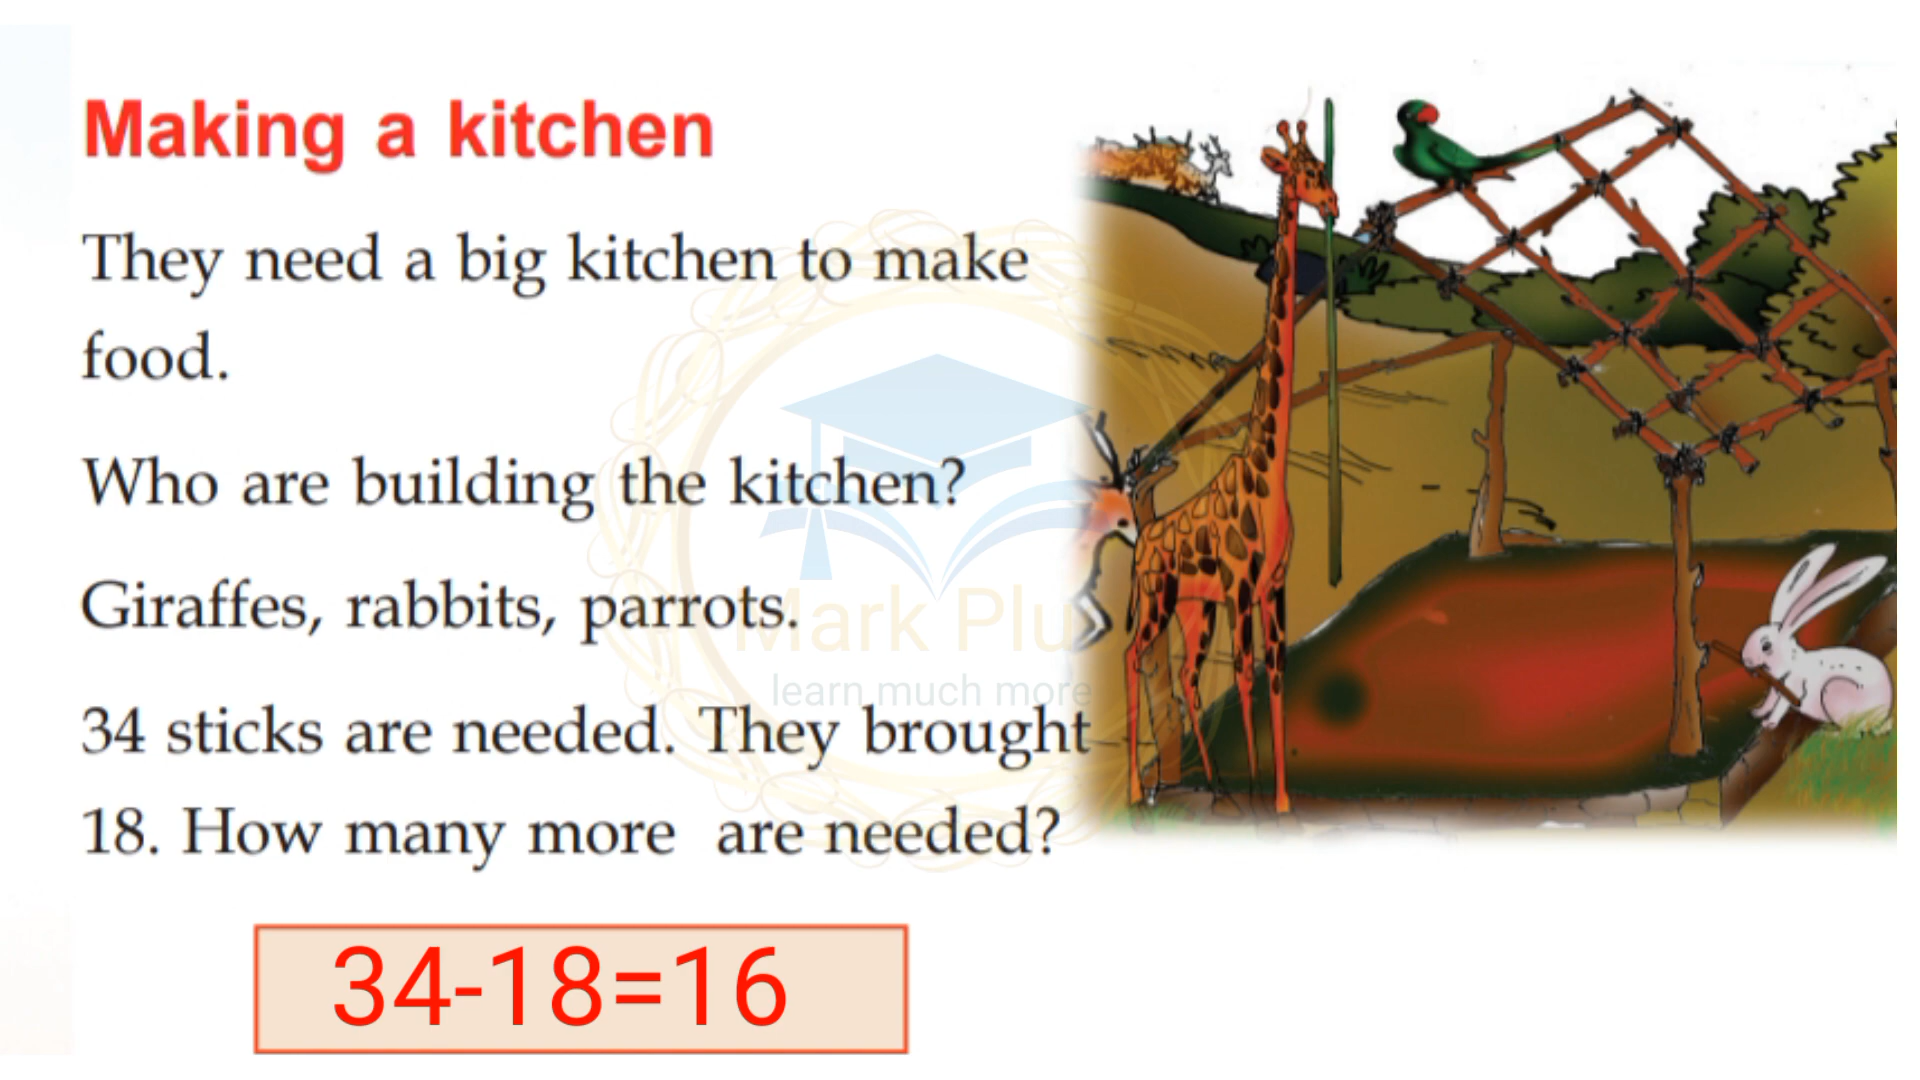 Making a kitchen
They need a big kitchen to make
food.
Who are building the kitchen?
Giraffes, rabbits, parrots.
Mark Plu
learn much more
34 sticks are needed. They brought
18. How many more are needed?
34-18=16